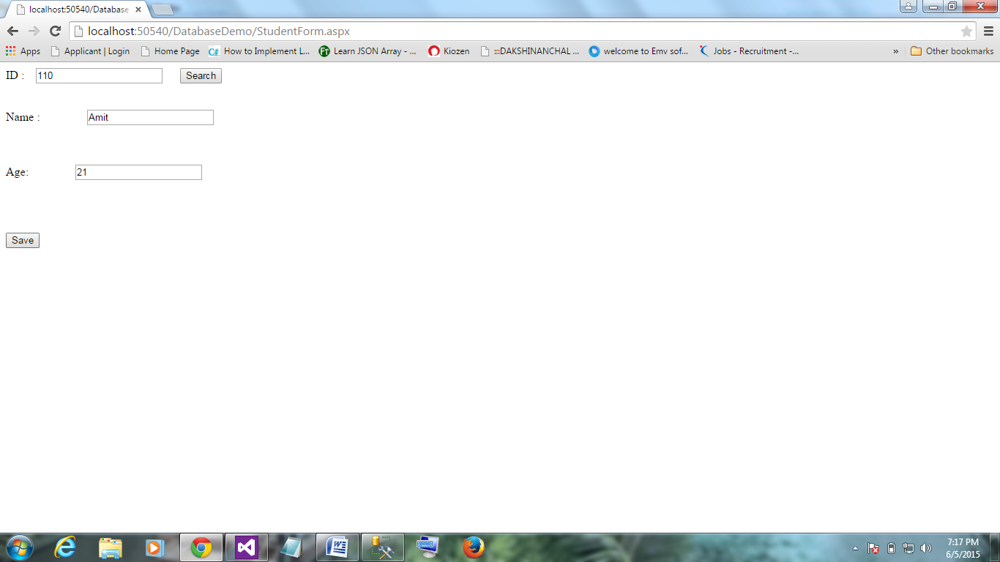 localhost:50540/Database
localhost:50540/DatabaseDemo/StudentForm.aspx
Apps Applicant | Login Home Page C# How to Implement L... FT Learn JSON Array - ... Kiozen :::DAKSHINANCHAL ... welcome to Emv sof... Jobs - Recruitment -... » Other bookmarks
ID : 110 Search
Name : Amit
Age: 21
Save
7:17 PM
6/5/2015